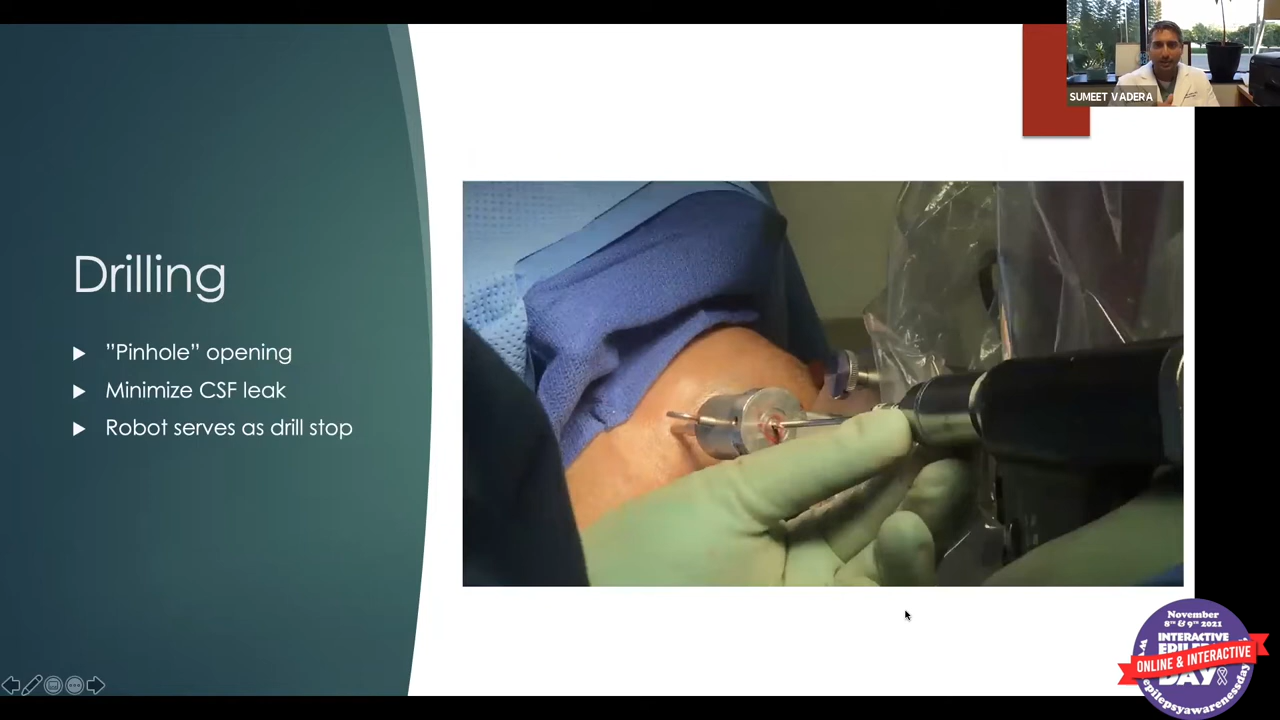 SUMEET VADERA
Drilling
”Pinhole” opening
Minimize CSF leak
Robot serves as drill stop
November
8TH & 9TH 2021
INTERACTIVE
ONLINE & INTERACTIVE
DAY
epilepsyawarenessday